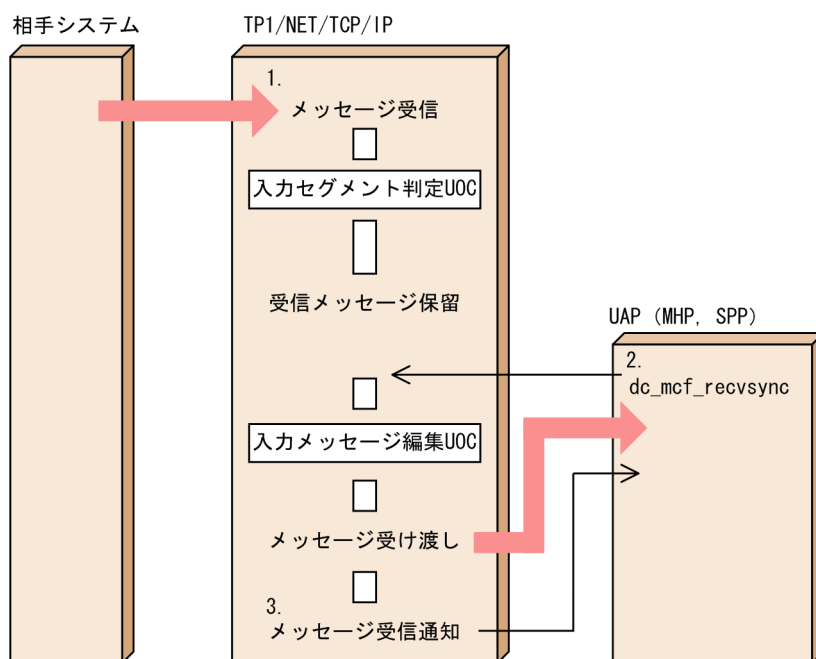 相手システム
TP1/NET/TCP/IP
1.
メッセージ受信
入力セグメント判定UOC
受信メッセージ保留
UAP (MHP, SPP)
2.
dc_mcf_recvsync
入力メッセージ編集UOC
メッセージ受け渡し
3.
メッセージ受信通知